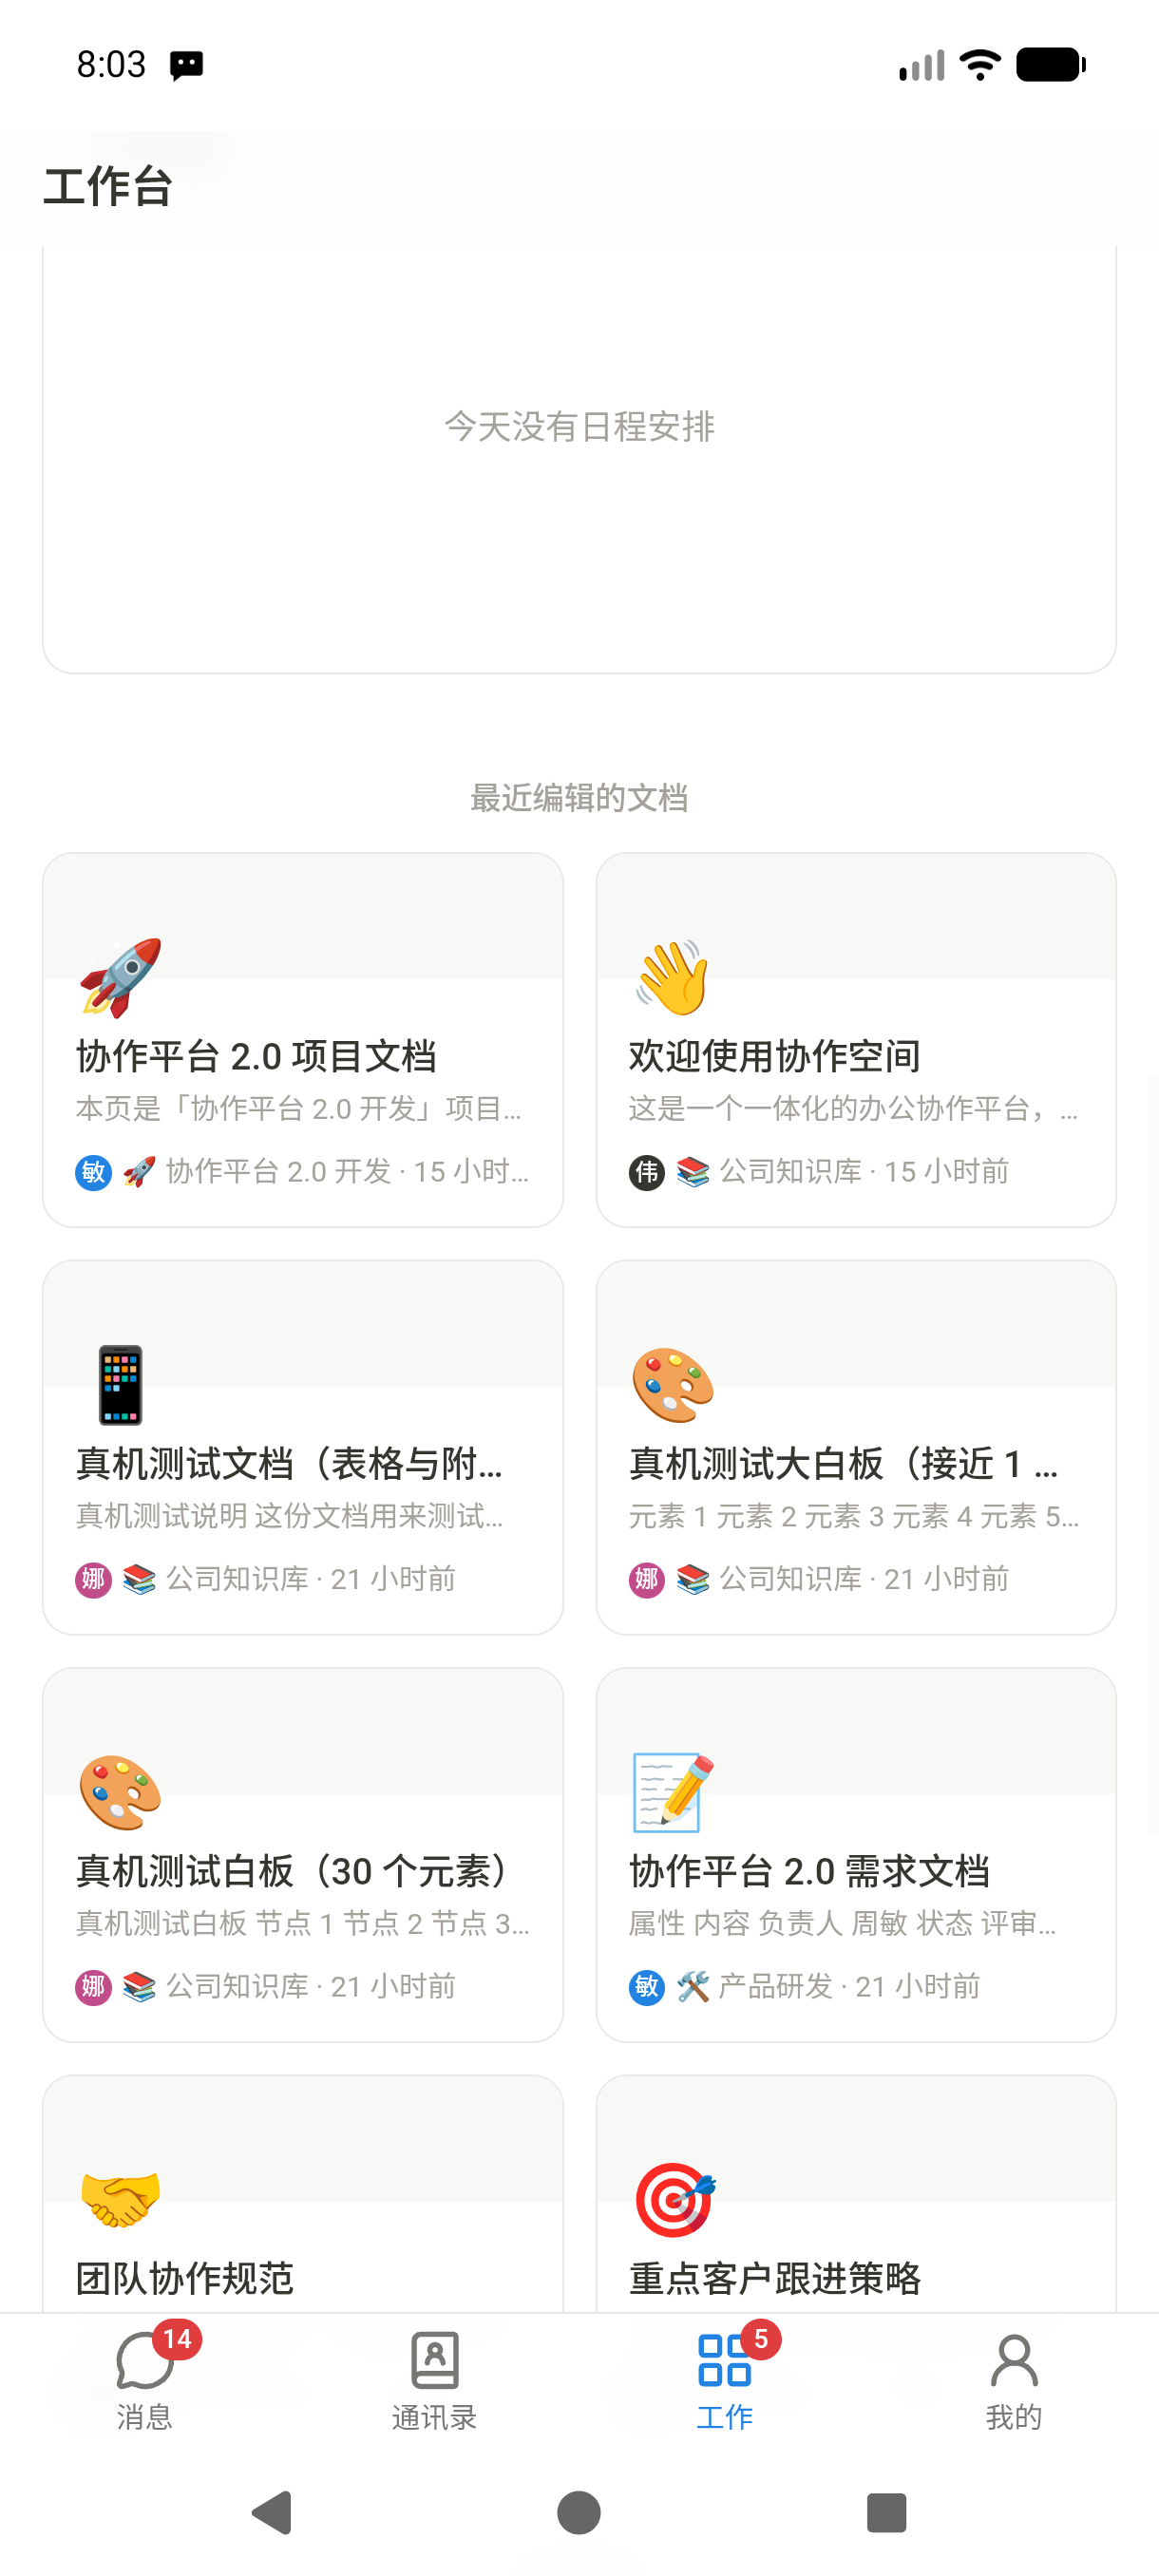 8:03
工作台
今天没有日程安排
最近编辑的文档
协作平台 2.0 项目文档
本页是「协作平台 2.0 开发」项目...
敏 协作平台 2.0 开发 · 15 小时...
欢迎使用协作空间
这是一个一体化的办公协作平台，...
伟 公司知识库 · 15 小时前
真机测试文档（表格与附...
真机测试说明 这份文档用来测试...
娜 公司知识库 · 21 小时前
真机测试大白板（接近 1 ...
元素 1 元素 2 元素 3 元素 4 元素 5...
娜 公司知识库 · 21 小时前
真机测试白板（30 个元素）
真机测试白板 节点 1 节点 2 节点 3...
娜 公司知识库 · 21 小时前
协作平台 2.0 需求文档
属性 内容 负责人 周敏 状态 评审...
敏 产品研发 · 21 小时前
团队协作规范
重点客户跟进策略
14
5
消息
通讯录
工作
我的